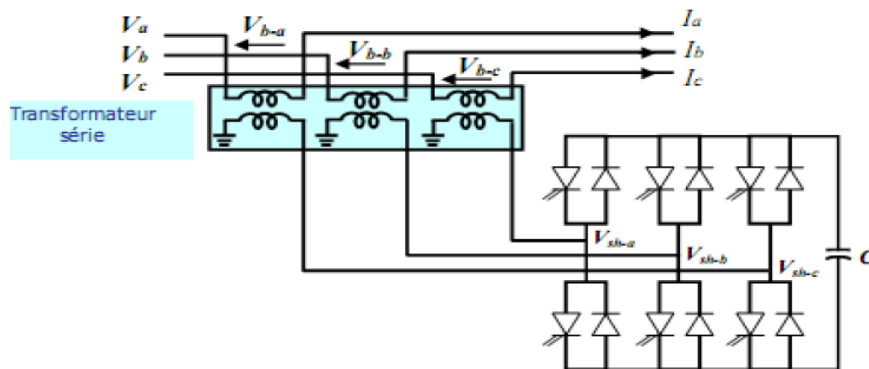 Va
Vb
Vc
Vb-a
Vb-b
Vb-c
Ia
Ib
Ic
Transformateur
série
Vsh-a
Vsh-b
Vsh-c
C